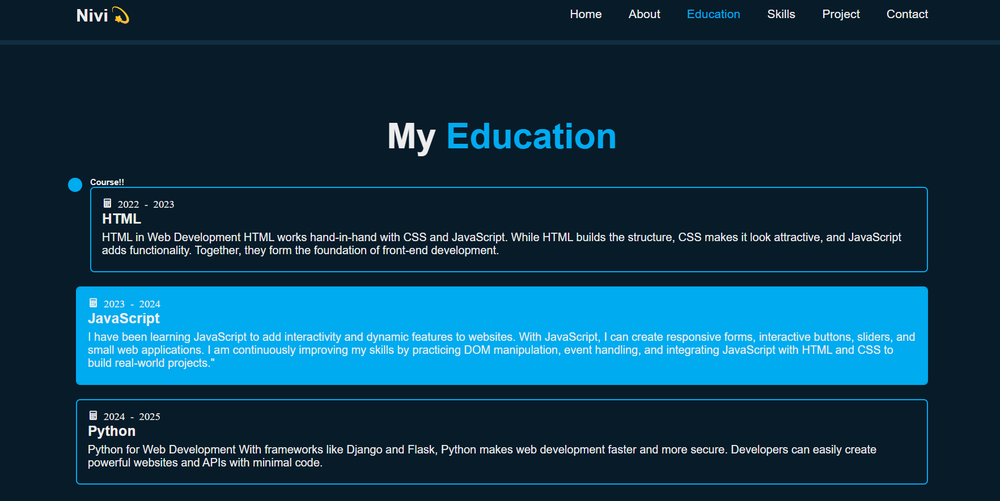 Nivi
Home About Education Skills Project Contact
My Education
Course!!
2022 - 2023
HTML
HTML in Web Development HTML works hand-in-hand with CSS and JavaScript. While HTML builds the structure, CSS makes it look attractive, and JavaScript
adds functionality. Together, they form the foundation of front-end development.
2023 - 2024
JavaScript
I have been learning JavaScript to add interactivity and dynamic features to websites. With JavaScript, I can create responsive forms, interactive buttons, sliders, and
small web applications. I am continuously improving my skills by practicing DOM manipulation, event handling, and integrating JavaScript with HTML and CSS to
build real-world projects."
2024 - 2025
Python
Python for Web Development With frameworks like Django and Flask, Python makes web development faster and more secure. Developers can easily create
powerful websites and APIs with minimal code.